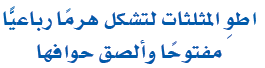 اطوِ المثلثات لتشكل هرمًا رباعيًّا
مفتوحًا وألصق حوافها